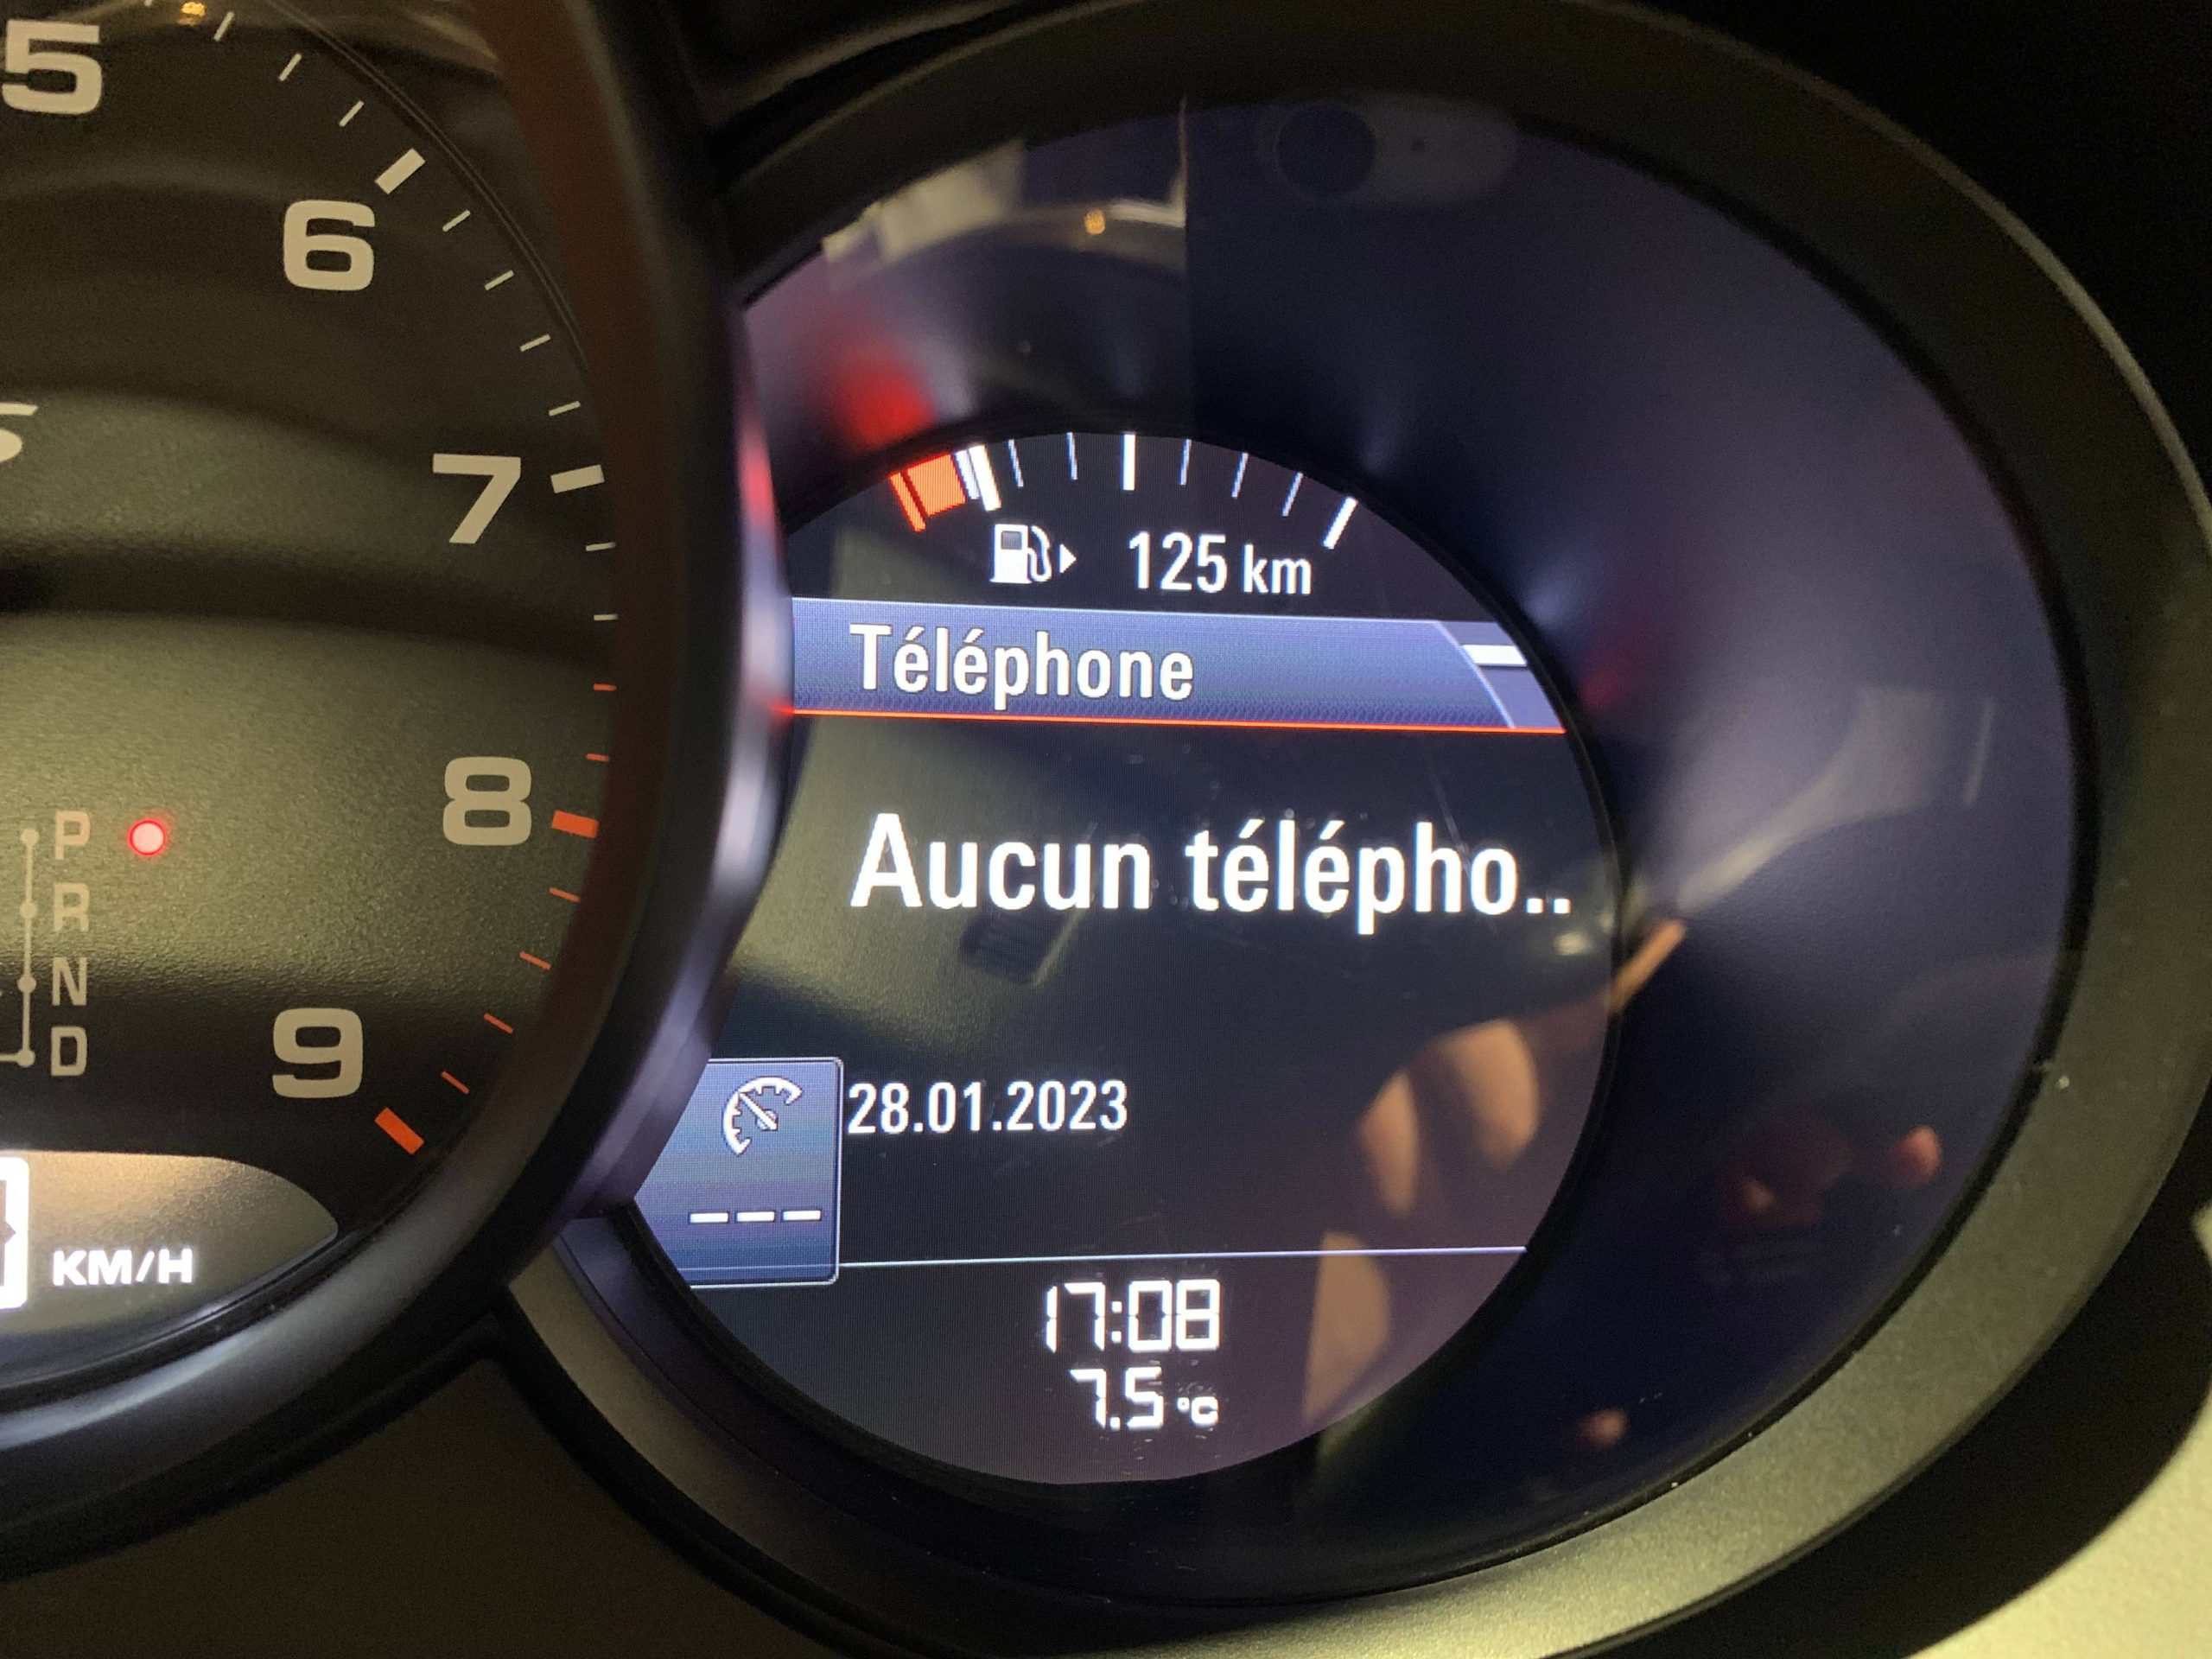 5
6
7
8
9
P
R
N
D
KM/H
125 km
Téléphone
Aucun télépho..
28.01.2023
---
17:08
7.5 °C